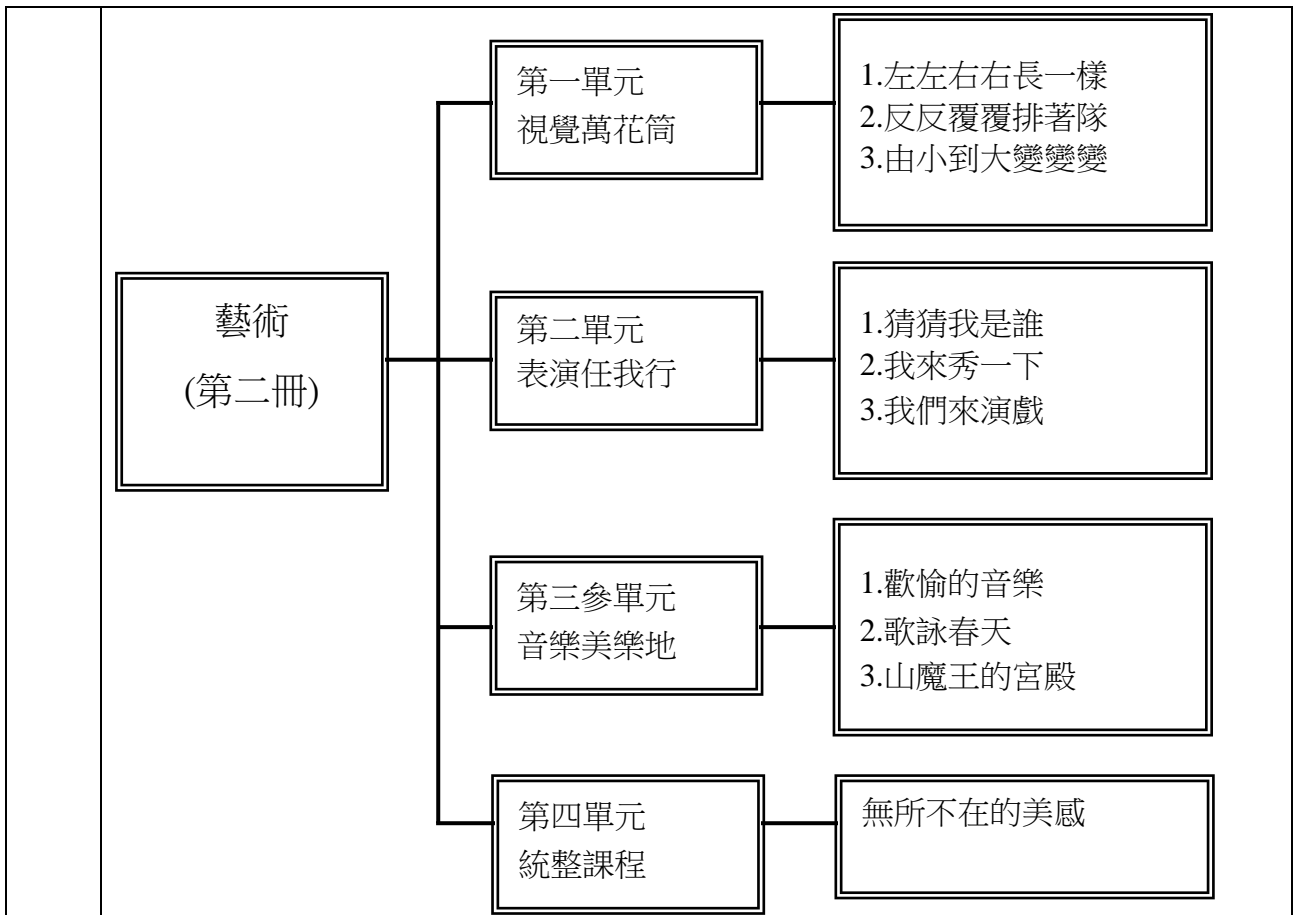 藝術
(第二冊)
第一單元
視覺萬花筒
1.左左右右長一樣
2.反反覆覆排著隊
3.由小到大變變變
第二單元
表演任我行
1.猜猜我是誰
2.我來秀一下
3.我們來演戲
第三參單元
音樂美樂地
1.歡愉的音樂
2.歌詠春天
3.山魔王的宮殿
第四單元
統整課程
無所不在的美感